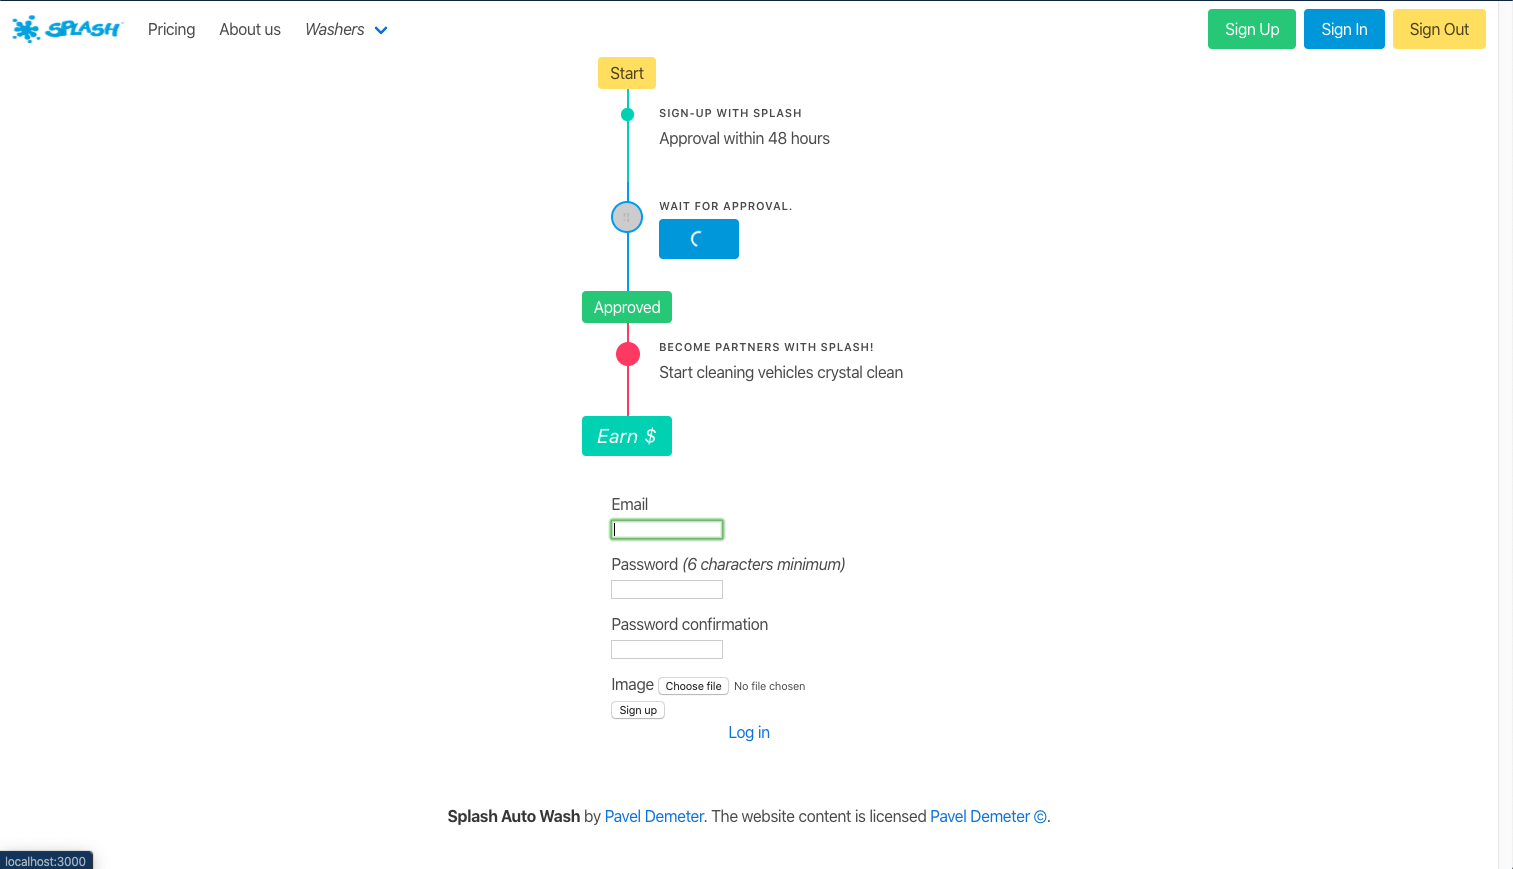 SPLASH Pricing About us Washers Sign Up Sign In Sign Out
Start
SIGN-UP WITH SPLASH
Approval within 48 hours
WAIT FOR APPROVAL.
Approved
BECOME PARTNERS WITH SPLASH!
Start cleaning vehicles crystal clean
Earn $
Email
Password (6 characters minimum)
Password confirmation
Image Choose file No file chosen
Sign up
Log in
Splash Auto Wash by Pavel Demeter. The website content is licensed Pavel Demeter ©.
localhost:3000